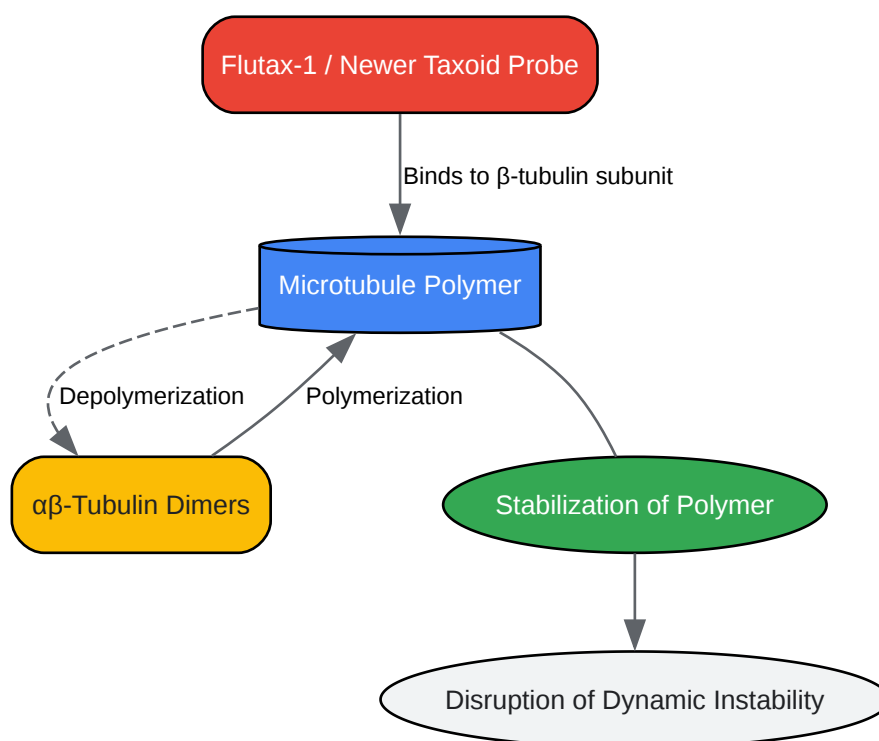 Flutax-1 / Newer Taxoid Probe
Binds to β-tubulin subunit
Microtubule Polymer
Depolymerization
Polymerization
αβ-Tubulin Dimers
Stabilization of Polymer
Disruption of Dynamic Instability